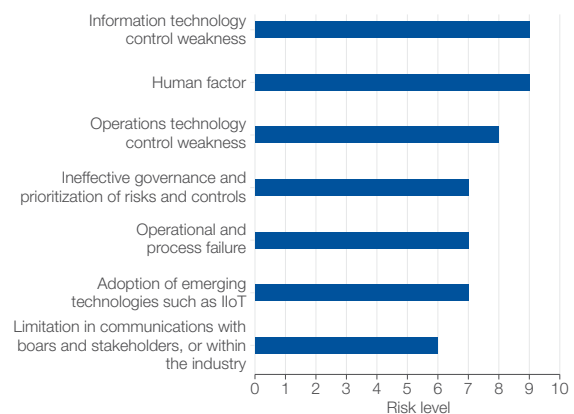 Information technology
control weakness
Human factor
Operations technology
control weakness
Ineffective governance and
prioritization of risks and controls
Operational and
process failure
Adoption of emerging
technologies such as IIoT
Limitation in communications with
boars and stakeholders, or within
the industry
0 1 2 3 4 5 6 7 8 9 10
Risk level